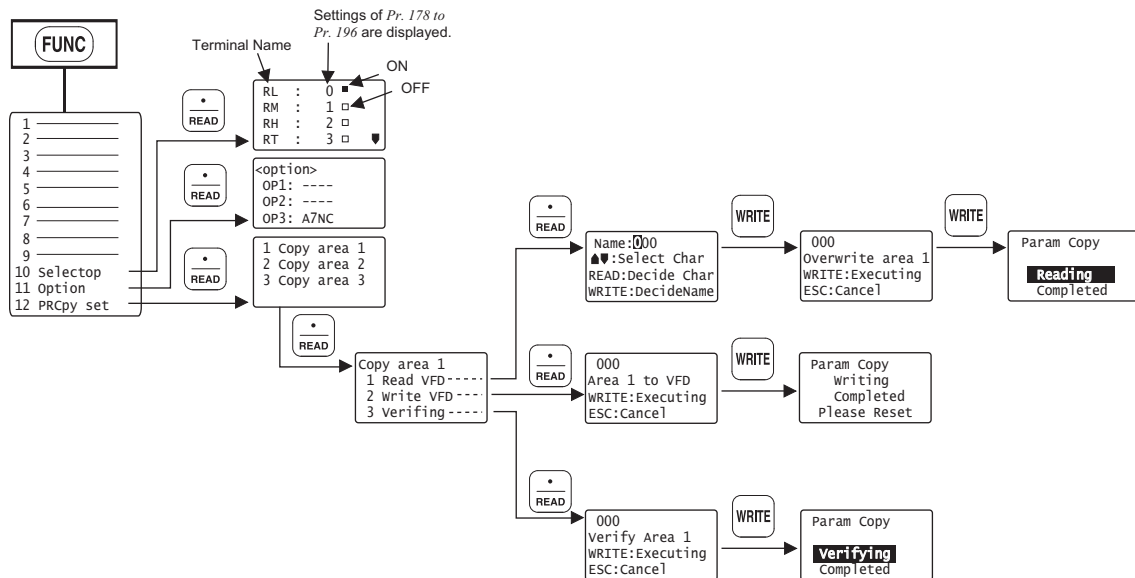 FUNC
1
2
3
4
5
6
7
8
9
10 Selectop
11 Option
12 PRCpy set
Terminal Name
Settings of Pr. 178 to
Pr. 196 are displayed.
ON
OFF
READ
RL : 0
RM : 1
RH : 2
RT : 3
READ
<option>
OP1: ----
OP2: ----
OP3: A7NC
READ
1 Copy area 1
2 Copy area 2
3 Copy area 3
READ
Copy area 1
1 Read VFD-----
2 Write VFD----
3 Verifing-----
READ
Name:000
:Select Char
READ:Decide Char
WRITE:DecideName
WRITE
000
Overwrite area 1
WRITE:Executing
ESC:Cancel
WRITE
Param Copy
Reading
Completed
READ
000
Area 1 to VFD
WRITE:Executing
ESC:Cancel
WRITE
Param Copy
Writing
Completed
Please Reset
READ
000
Verify Area 1
WRITE:Executing
ESC:Cancel
WRITE
Param Copy
Verifying
Completed